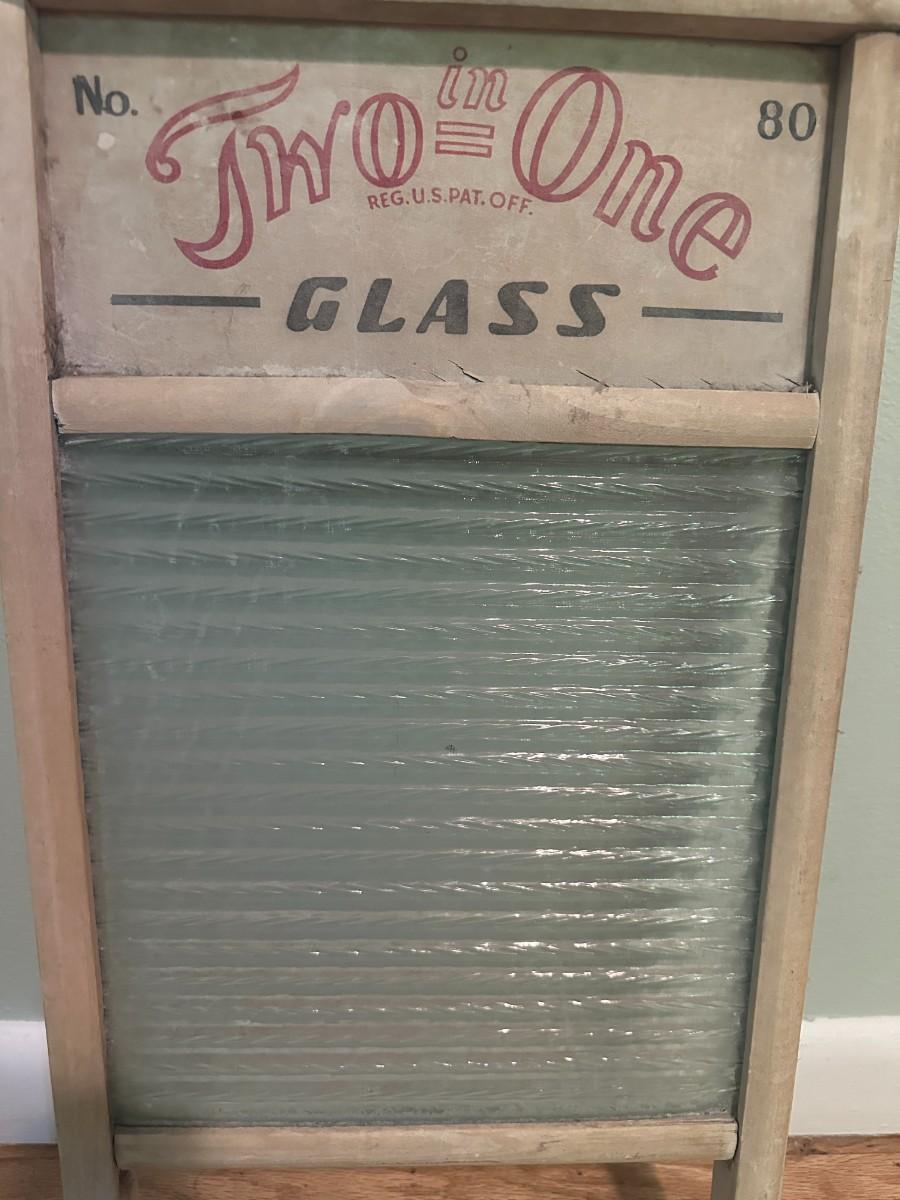 No. Two in = One 80
REG. U.S. PAT. OFF.
GLASS